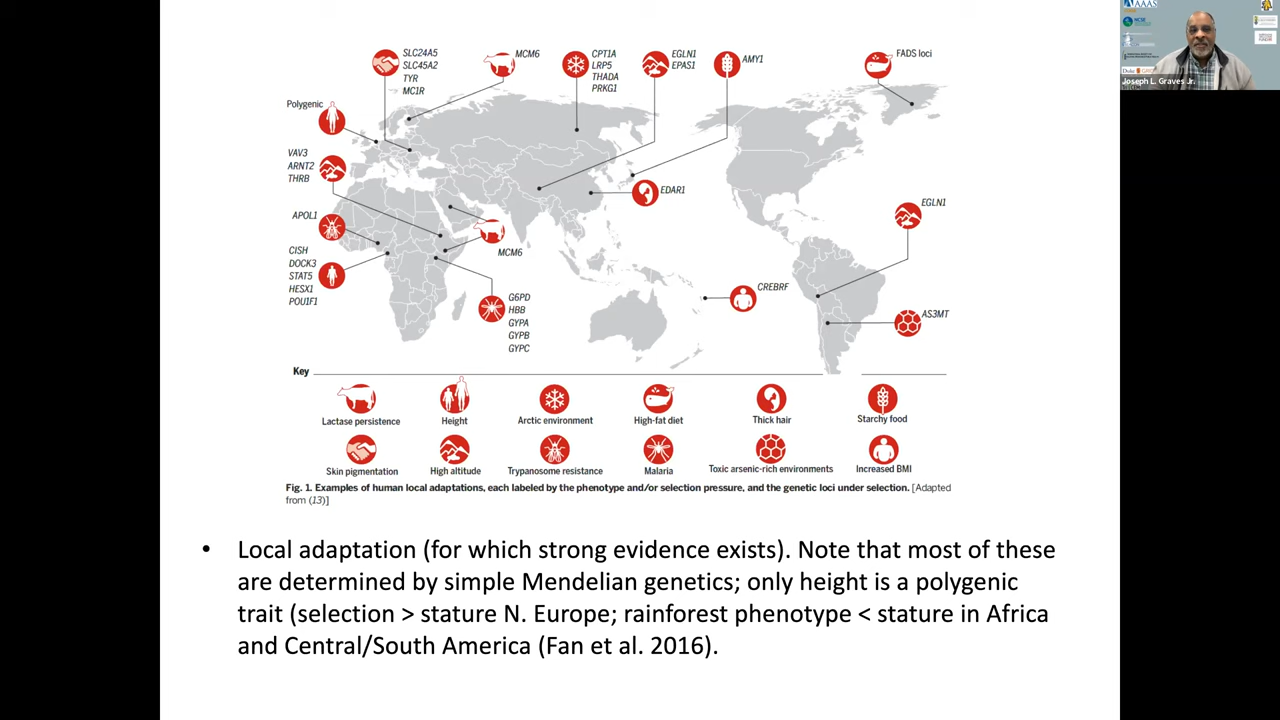 SLC24A5
SLC45A2
TYR
MC1R
MCM6
CPT1A
LRP5
THADA
PRKG1
EGLN1
EPAS1
AMY1
FADS loci
Polygenic
VAV3
ARNT2
THRB
EDAR1
APOL1
EGLN1
MCM6
CISH
DOCK3
STAT5
HESX1
POU1F1
CREBRF
G6PD
HBB
GYPA
GYPB
GYPC
AS3MT
Key
Lactase persistence
Height
Arctic environment
High-fat diet
Thick hair
Starchy food
Skin pigmentation
High altitude
Trypanosome resistance
Malaria
Toxic arsenic-rich environments
Increased BMI
Fig. 1. Examples of human local adaptations, each labeled by the phenotype and/or selection pressure, and the genetic loci under selection. [Adapted
from (13)]
• Local adaptation (for which strong evidence exists). Note that most of these
are determined by simple Mendelian genetics; only height is a polygenic
trait (selection > stature N. Europe; rainforest phenotype < stature in Africa
and Central/South America (Fan et al. 2016).
AAAS
NCSE
Duke
Joseph L. Graves Jr.